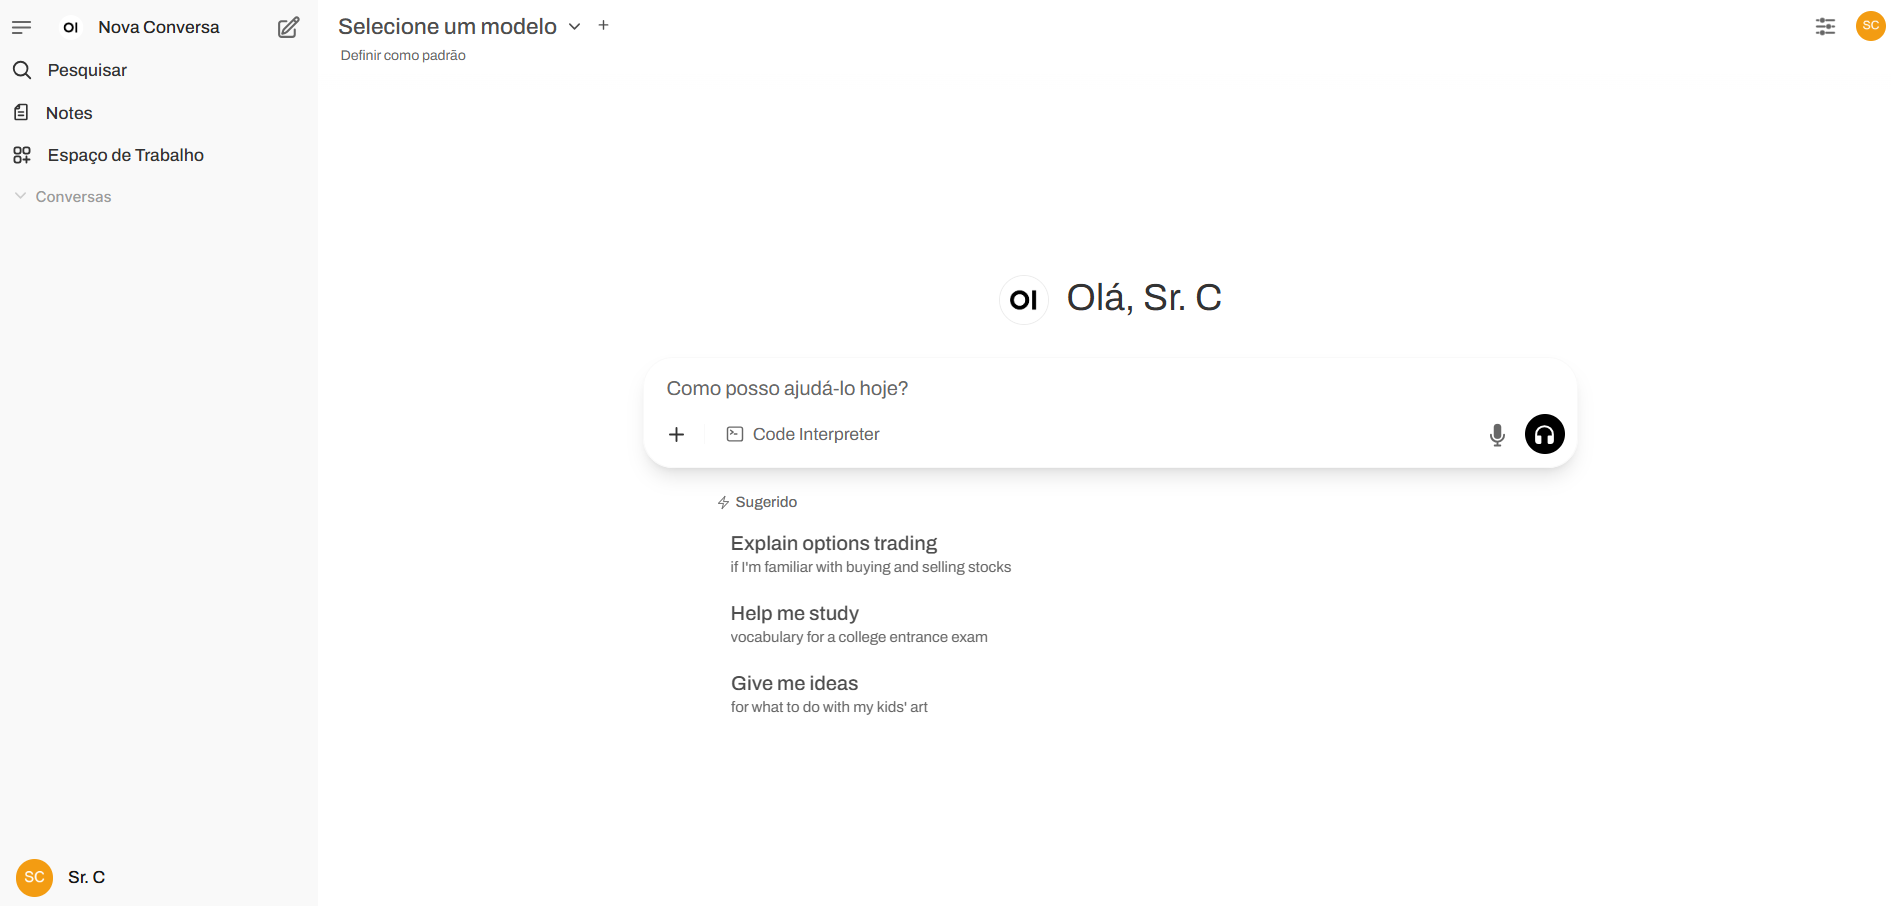 OI Nova Conversa
Pesquisar
Notes
Espaço de Trabalho
Conversas
SC Sr. C
Selecione um modelo
Definir como padrão
SC
OI Olá, Sr. C
Como posso ajudá-lo hoje?
Code Interpreter
Sugerido
Explain options trading
if I'm familiar with buying and selling stocks
Help me study
vocabulary for a college entrance exam
Give me ideas
for what to do with my kids' art